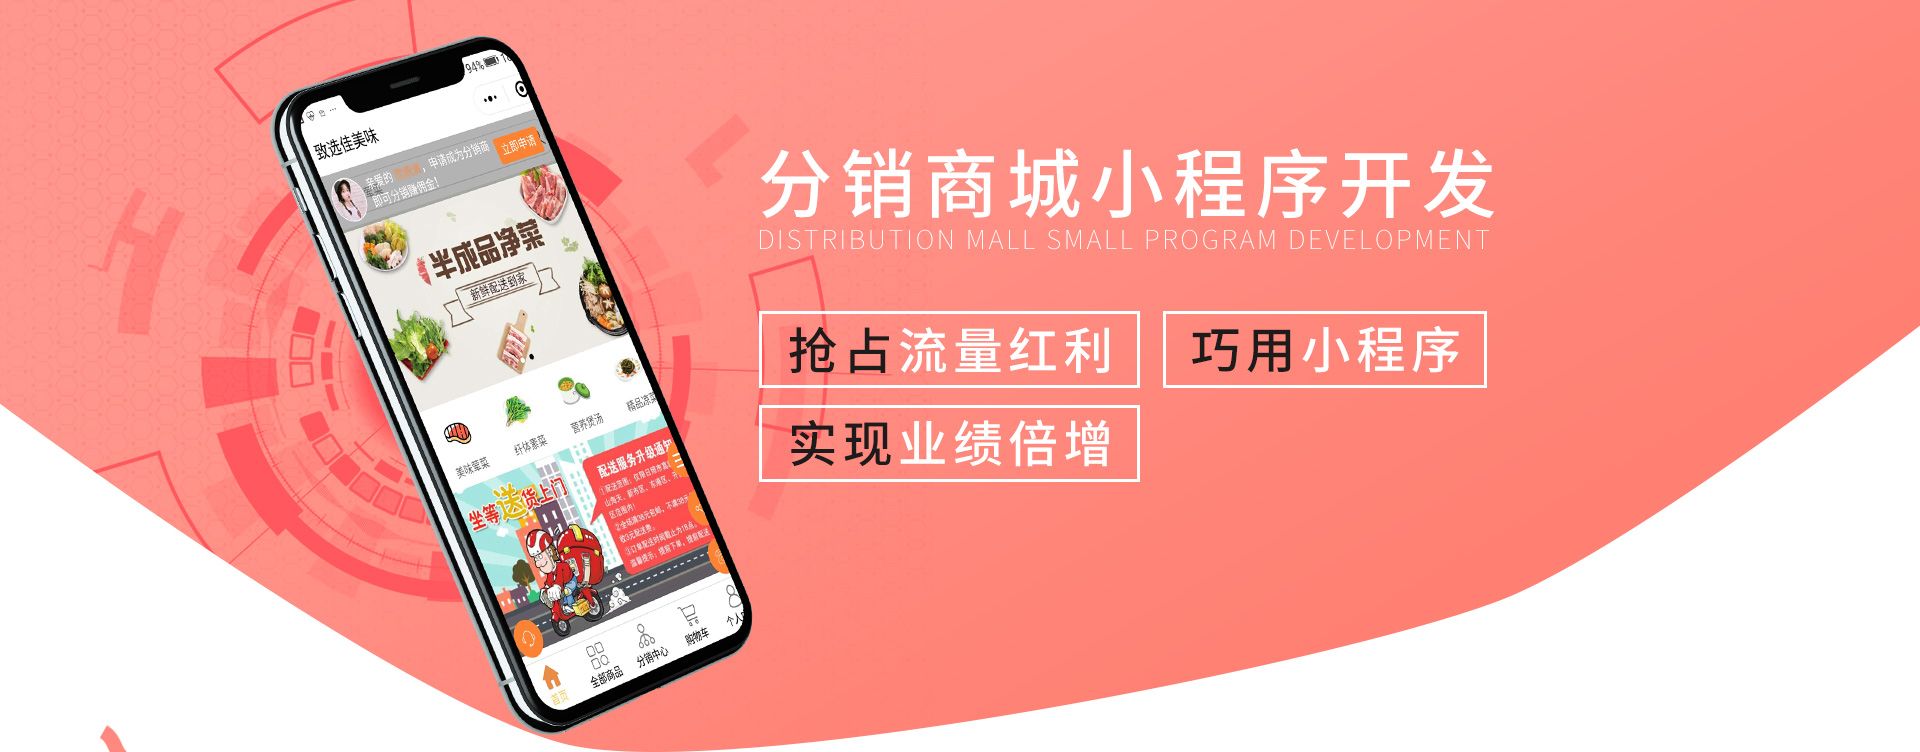 94%
致选佳美味
亲爱的
，申请成为分销商
即可分销赚佣金!
立即申请
半成品净菜
新鲜配送到家
美味荤菜
纤体素菜
营养煲汤
精品凉菜
坐等送货上门
配送服务升级通知
首页
全部商品
分销中心
购物车
个人
分销商城小程序开发
DISTRIBUTION MALL SMALL PROGRAM DEVELOPMENT
抢占流量红利
巧用小程序
实现业绩倍增